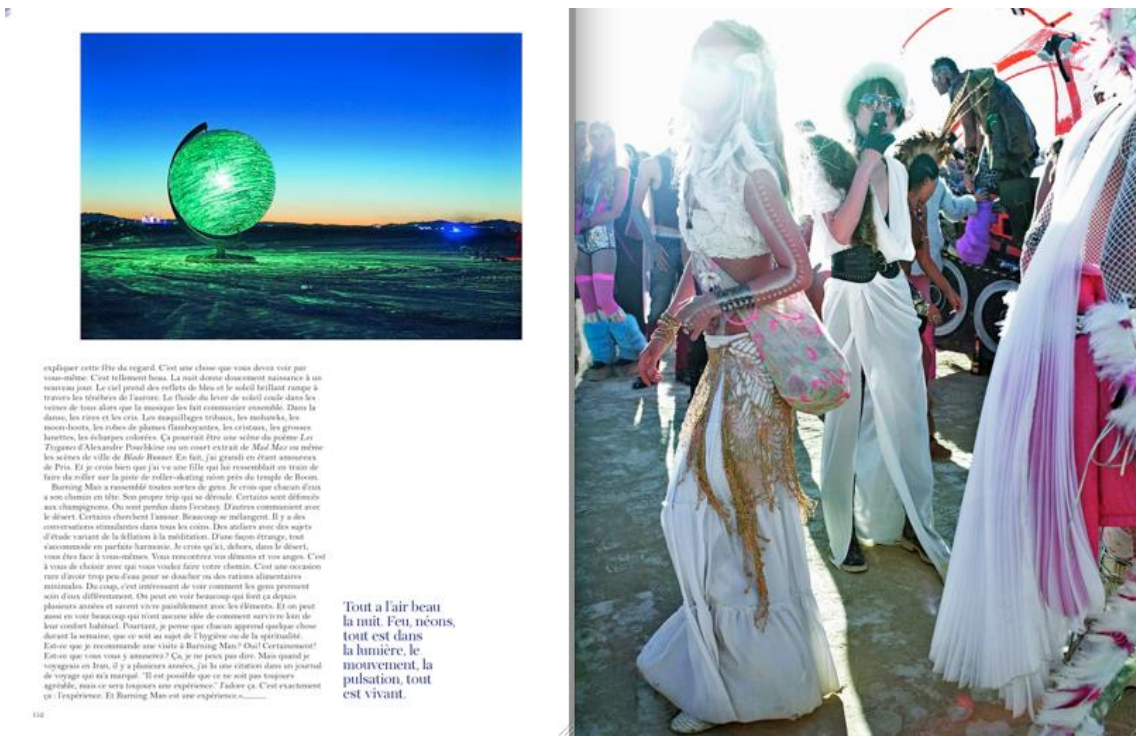 expliquer cette fête du regard. C'est une chose que vous devez voir par
vous-même. C'est tellement beau. La nuit donne doucement naissance à un
nouveau jour. Le ciel prend des reflets de bleu et le soleil brillant rampe à
travers les ténèbres de l'aurore. Le fluide du lever de soleil coule dans les
veines de tous alors que la musique les fait communier ensemble. Dans la
danse, les rires et les cris. Les maquillages tribaux, les mohawks, les
moon-boots, les robes de plumes flamboyantes, les cristaux, les grosses
lunettes, les écharpes colorées. Ça pourrait être une scène du poème Les
Tziganes d'Alexandre Pouchkine ou un court extrait de Mad Max ou même
les scènes de ville de Blade Runner. En fait, j'ai grandi en étant amoureux
de Pris. Et je crois bien que j'ai vu une fille qui lui ressemblait en train de
faire du roller sur la piste de roller-skating néon près du temple de Boom.
Burning Man a rassemblé toutes sortes de gens. Je crois que chacun d'eux
a son chemin en tête. Son propre trip qui se déroule. Certains sont défoncés
aux champignons. Ou sont perdus dans l'ecstasy. D'autres communient avec
le désert. Certains cherchent l'amour. Beaucoup se mélangent. Il y a des
conversations stimulantes dans tous les coins. Des ateliers avec des sujets
d'étude variant de la fellation à la méditation. D'une façon étrange, tout
s'accommode en parfaite harmonie. Je crois qu'ici, dehors, dans le désert,
vous êtes face à vous-mêmes. Vous rencontrez vos démons et vos anges. C'est
à vous de choisir avec qui vous voulez faire votre chemin. C'est une occasion
rare d'avoir trop peu d'eau pour se doucher ou des rations alimentaires
minimales. Du coup, c'est intéressant de voir comment les gens prennent
soin d'eux différemment. On peut en voir beaucoup qui font ça depuis
plusieurs années et savent vivre paisiblement avec les éléments. Et on peut
aussi en voir beaucoup qui n'ont aucune idée de comment survivre loin de
leur confort habituel. Pourtant, je pense que chacun apprend quelque chose
durant la semaine, que ce soit au sujet de l'hygiène ou de la spiritualité.
Est-ce que je recommande une visite à Burning Man ? Oui ! Certainement !
Est-ce que vous vous y amuserez ? Ça, je ne peux pas dire. Mais quand je
voyageais en Iran, il y a plusieurs années, j'ai lu une citation dans un journal
de voyage qui m'a marqué. "Il est possible que ce ne soit pas toujours
agréable, mais ce sera toujours une expérience." J'adore ça. C'est exactement
ça : l'expérience. Et Burning Man est une expérience.
Tout a l'air beau
la nuit. Feu, néons,
tout est dans
la lumière, le
mouvement, la
pulsation, tout
est vivant.